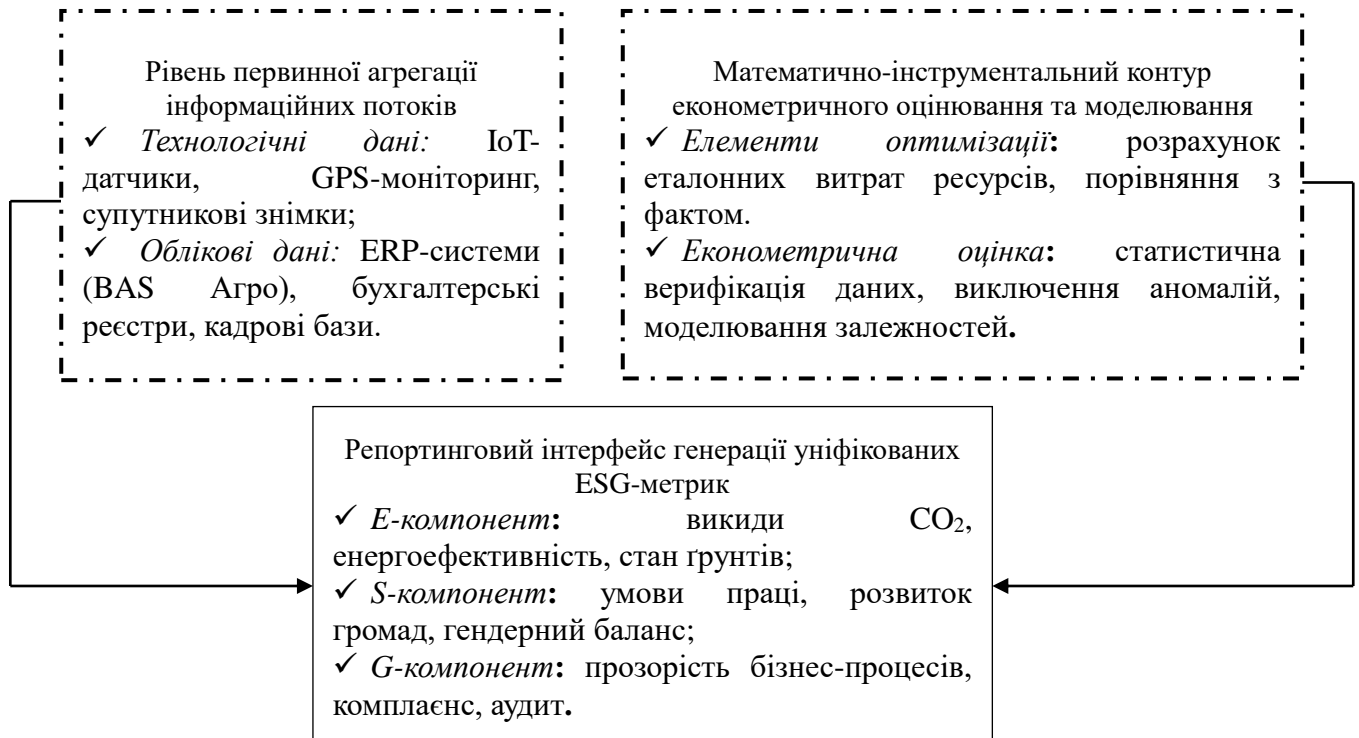 Рівень первинної агрегації
інформаційних потоків
✓ Технологічні дані: IoT-
датчики, GPS-моніторинг,
супутникові знімки;
✓ Облікові дані: ERP-системи
(BAS Агро), бухгалтерські
реєстри, кадрові бази.
Математично-інструментальний контур
економетричного оцінювання та моделювання
✓ Елементи оптимізації: розрахунок
еталонних витрат ресурсів, порівняння з
фактом.
✓ Економетрична оцінка: статистична
верифікація даних, виключення аномалій,
моделювання залежностей.
Репортинговий інтерфейс генерації уніфікованих
ESG-метрик
✓ E-компонент: викиди CO₂,
енергоефективність, стан ґрунтів;
✓ S-компонент: умови праці, розвиток
громад, гендерний баланс;
✓ G-компонент: прозорість бізнес-процесів,
комплаєнс, аудит.